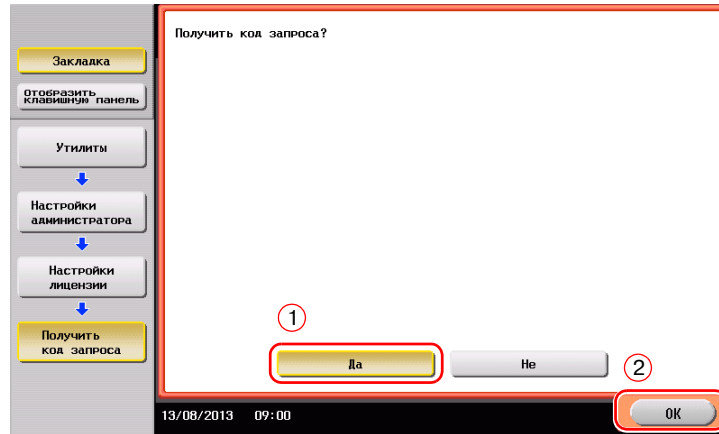 Получить код запроса?
Закладка
Отобразить
клавишную панель
Утилиты
Настройки
администратора
Настройки
лицензии
Получить
код запроса
1
Да
Не
2
13/08/2013 09:00
OK